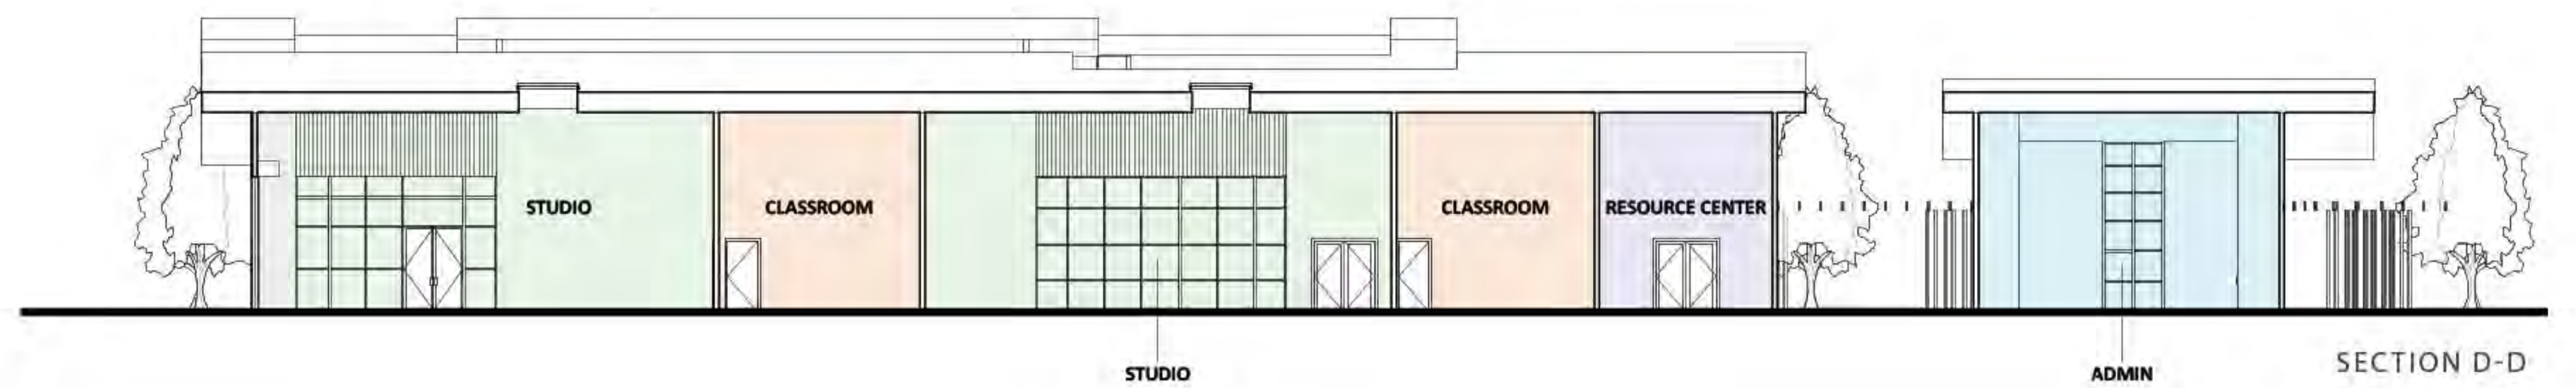 STUDIO
CLASSROOM
CLASSROOM
RESOURCE CENTER
STUDIO
ADMIN
SECTION D-D